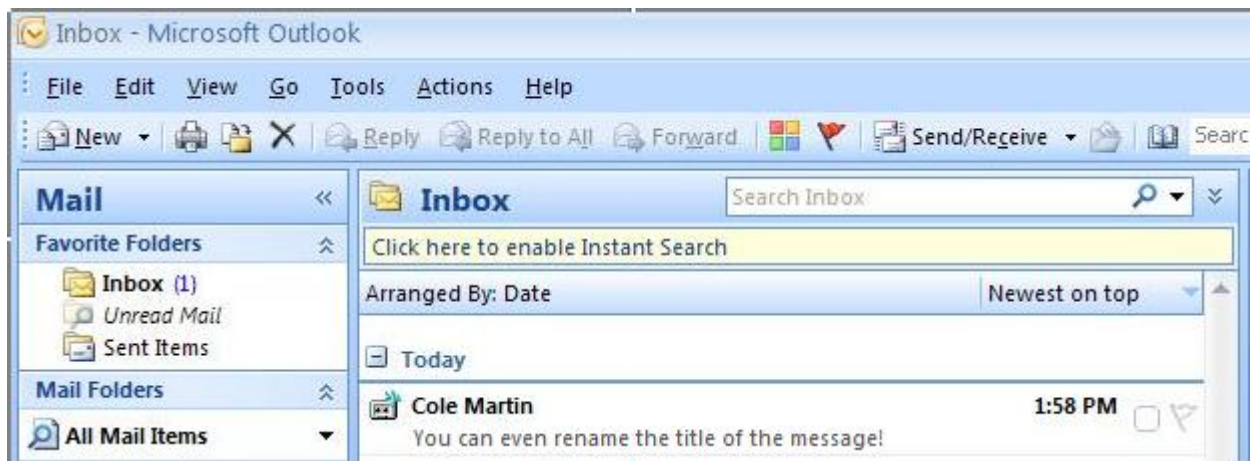 Inbox - Microsoft Outlook
File Edit View Go Tools Actions Help
New Reply Reply to All Forward Send/Receive Searc
Mail
Inbox Search Inbox
Favorite Folders
Click here to enable Instant Search
Inbox (1)
Arranged By: Date Newest on top
Unread Mail
Sent Items
Today
Mail Folders
Cole Martin 1:58 PM
All Mail Items
You can even rename the title of the message!